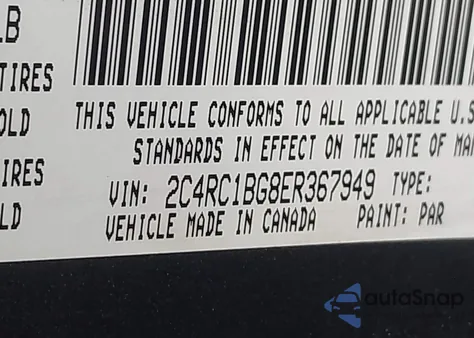 LB
TIRES
OLD
IRES
LD
THIS VEHICLE CONFORMS TO ALL APPLICABLE U.S
STANDARDS IN EFFECT ON THE DATE OF MAN
VIN: 2C4RC1BG8ER367949 TYPE:
VEHICLE MADE IN CANADA PAINT: PAR
autoSnap